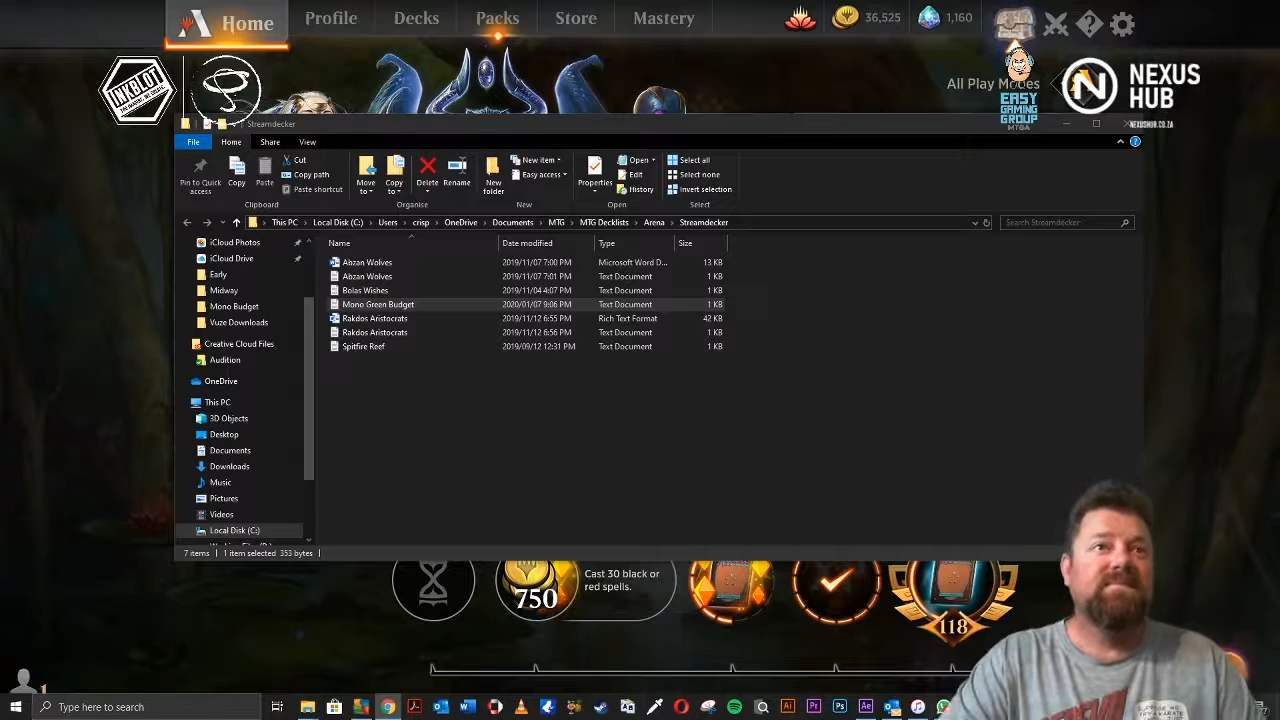 Home
Profile
Decks
Packs
Store
Mastery
36,525
1,160
INKBLOT
All Play Modes
EASY
GAMING
GROUP
MTGA
N
NEXUS
HUB
NEXUSHUB.CO.ZA
Streamdecker
File
Home
Share
View
Pin to Quick
access
Copy
Paste
Cut
Copy path
Paste shortcut
Move
to
Copy
to
Delete
Rename
New
folder
New item
Easy access
Properties
Open
Edit
History
Select all
Select none
Invert selection
Clipboard
Organise
New
Open
Select
This PC
Local Disk (C:)
Users
crisp
OneDrive
Documents
MTG
MTG Decklists
Arena
Streamdecker
Search Streamdecker
iCloud Photos
iCloud Drive
Early
Midway
Mono Budget
Vuze Downloads
Creative Cloud Files
Audition
OneDrive
This PC
3D Objects
Desktop
Documents
Downloads
Music
Pictures
Videos
Local Disk (C:)
Name Date modified Type Size
Abzan Wolves 2019/11/07 7:00 PM Microsoft Word D... 13 KB
Abzan Wolves 2019/11/07 7:01 PM Text Document 1 KB
Bolas Wishes 2019/11/04 4:07 PM Text Document 1 KB
Mono Green Budget 2020/01/07 9:06 PM Text Document 1 KB
Rakdos Aristocrats 2019/11/12 6:55 PM Rich Text Format 42 KB
Rakdos Aristocrats 2019/11/12 6:56 PM Text Document 1 KB
Spitfire Reef 2019/09/12 12:31 PM Text Document 1 KB
7 items
1 item selected 353 bytes
750
Cast 30 black or
red spells.
118
1
Type here to search